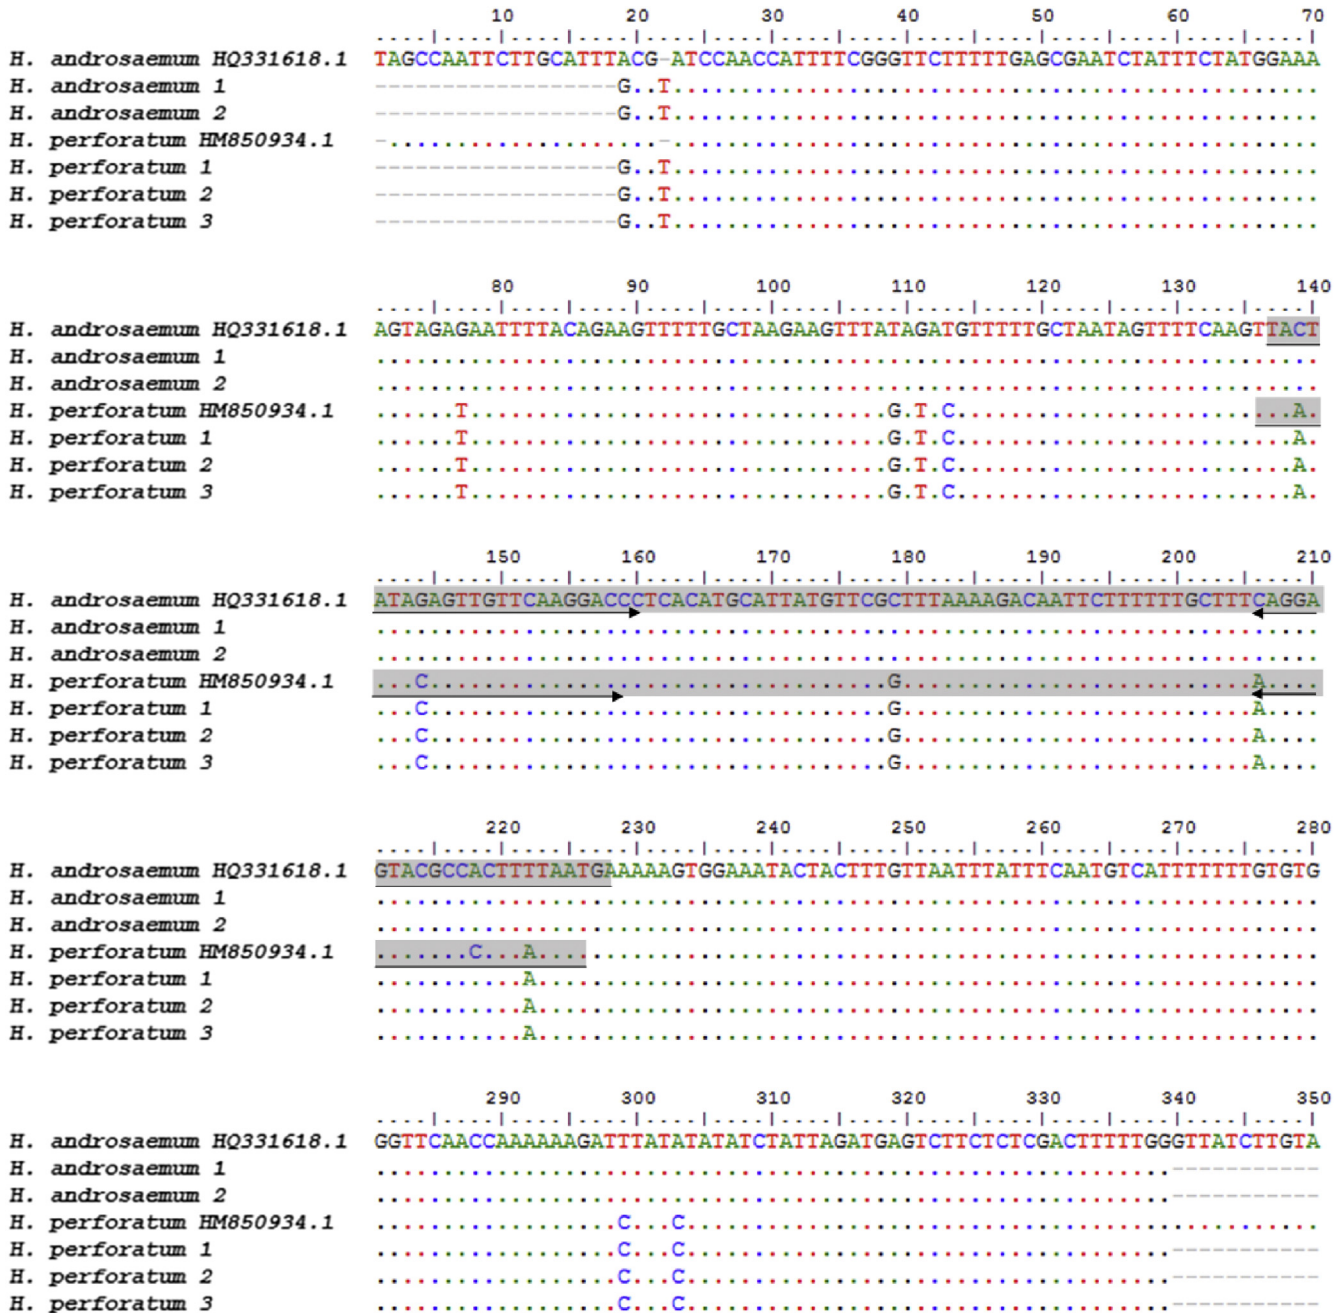 10 20 30 40 50 60 70
....|....|....|....|....|....|....|....|....|....|....|....|....|....|
H. androsaemum HQ331618.1 TAGCCAATTCTTGCATTTACG-ATCCAACCATTTTCGGGTTCTTTTTGAGCGAATCTATTTCTATGGAAA
H. androsaemum 1 ------------------G..T................................................
H. androsaemum 2 ------------------G..T................................................
H. perforatum HM850934.1 -....................-................................................
H. perforatum 1 ------------------G..T................................................
H. perforatum 2 ------------------G..T................................................
H. perforatum 3 ------------------G..T................................................
80 90 100 110 120 130 140
....|....|....|....|....|....|....|....|....|....|....|....|....|....|
H. androsaemum HQ331618.1 AGTAGAGAATTTTACAGAAGTTTTTGCTAAGAAGTTTATAGATGTTTTTGCTAATAGTTTTCAAGTTACT
H. androsaemum 1 ......................................................................
H. androsaemum 2 ......................................................................
H. perforatum HM850934.1 ......T...............................G.T.C.........................A.
H. perforatum 1 ......T...............................G.T.C.........................A.
H. perforatum 2 ......T...............................G.T.C.........................A.
H. perforatum 3 ......T...............................G.T.C.........................A.
150 160 170 180 190 200 210
....|....|....|....|....|....|....|....|....|....|....|....|....|....|
H. androsaemum HQ331618.1 ATAGAGTTGTTCAAGGACCCTCACATGCATTATGTTCGCTTTAAAAGACAATTCTTTTTTGCTTTCAGGA
H. androsaemum 1 ......................................................................
H. androsaemum 2 ......................................................................
H. perforatum HM850934.1 ...C..................................G..........................A....
H. perforatum 1 ...C..................................G..........................A....
H. perforatum 2 ...C..................................G..........................A....
H. perforatum 3 ...C..................................G..........................A....
220 230 240 250 260 270 280
....|....|....|....|....|....|....|....|....|....|....|....|....|....|
H. androsaemum HQ331618.1 GTACGCCACTTTTAATGAAAAAGTGGAAATACTACTTTGTTAATTTATTTCAATGTCATTTTTTTGTGTG
H. androsaemum 1 ......................................................................
H. androsaemum 2 ......................................................................
H. perforatum HM850934.1 .......C...A..........................................................
H. perforatum 1 ...........A..........................................................
H. perforatum 2 ...........A..........................................................
H. perforatum 3 ...........A..........................................................
290 300 310 320 330 340 350
....|....|....|....|....|....|....|....|....|....|....|....|....|....|
H. androsaemum HQ331618.1 GGTTCAACCAAAAAAGATTTATATATATCTATTAGATGAGTCTTCTCTCGACTTTTTGGGTTATCTTGTA
H. androsaemum 1 ...........................................................-----------
H. androsaemum 2 ...........................................................-----------
H. perforatum HM850934.1 ..................C...C...............................................
H. perforatum 1 ..................C...C....................................-----------
H. perforatum 2 ..................C...C....................................-----------
H. perforatum 3 ..................C...C....................................-----------